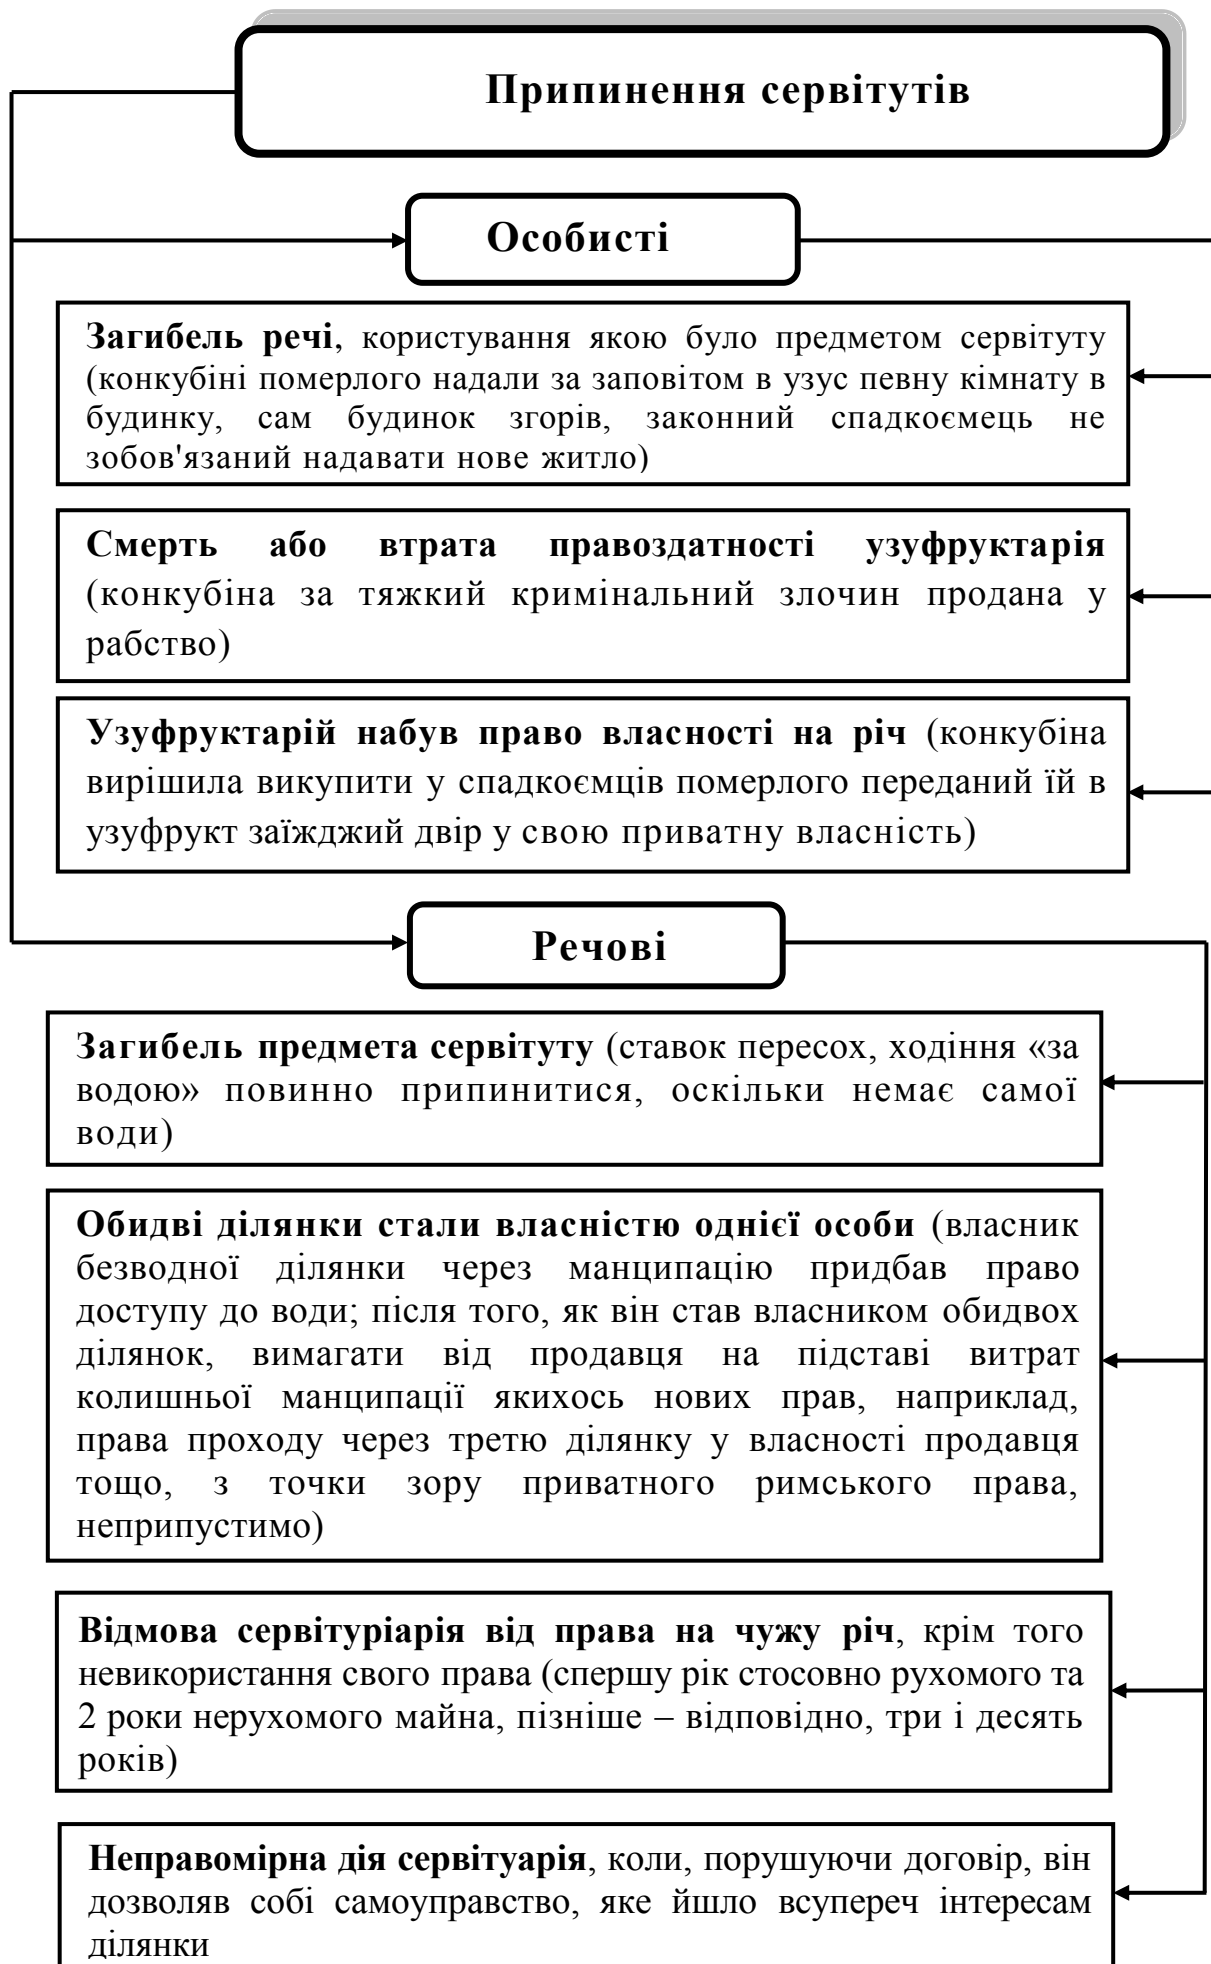 Припинення сервітутів
Особисті
Загибель речі, користування якою було предметом сервітуту
(конкубіні померлого надали за заповітом в узус певну кімнату в
будинку, сам будинок згорів, законний спадкоємець не
зобов'язаний надавати нове житло)
Смерть або втрата правоздатності узуфруктарія
(конкубіна за тяжкий кримінальний злочин продана у
рабство)
Узуфруктарій набув право власності на річ (конкубіна
вирішила викупити у спадкоємців померлого переданий їй в
узуфрукт заїжджий двір у свою приватну власність)
Речові
Загибель предмета сервітуту (ставок пересох, ходіння «за
водою» повинно припинитися, оскільки немає самої
води)
Обидві ділянки стали власністю однієї особи (власник
безводної ділянки через манципацію придбав право
доступу до води; після того, як він став власником обидвох
ділянок, вимагати від продавця на підставі витрат
колишньої манципації якихось нових прав, наприклад,
права проходу через третю ділянку у власності продавця
тощо, з точки зору приватного римського права,
неприпустимо)
Відмова сервітуріарія від права на чужу річ, крім того
невикористання свого права (спершу рік стосовно рухомого та
2 роки нерухомого майна, пізніше – відповідно, три і десять
років)
Неправомірна дія сервітуарія, коли, порушуючи договір, він
дозволяв собі самоуправство, яке йшло всупереч інтересам
ділянки